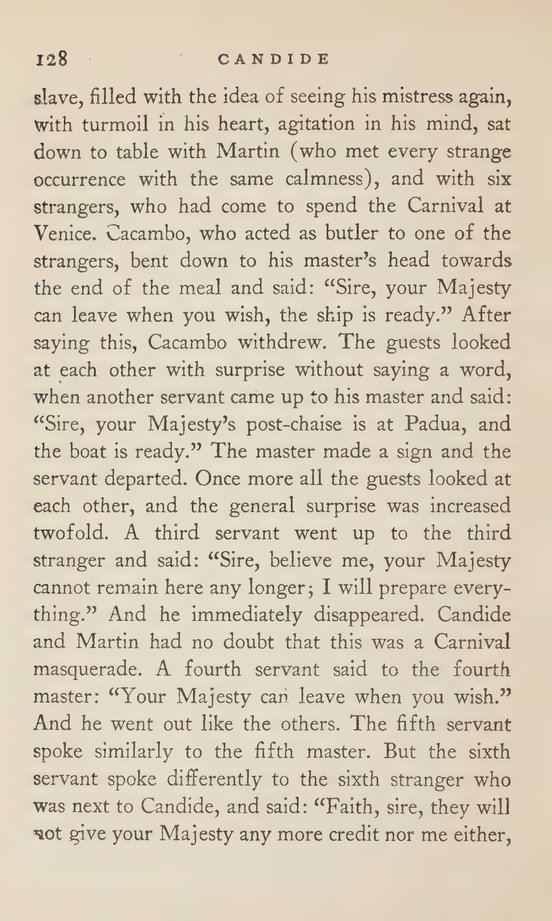 128 CANDIDE
slave, filled with the idea of seeing his mistress again,
with turmoil in his heart, agitation in his mind, sat
down to table with Martin (who met every strange
occurrence with the same calmness), and with six
strangers, who had come to spend the Carnival at
Venice. Cacambo, who acted as butler to one of the
strangers, bent down to his master’s head towards
the end of the meal and said: “Sire, your Majesty
can leave when you wish, the ship is ready.” After
saying this, Cacambo withdrew. The guests looked
at each other with surprise without saying a word,
when another servant came up to his master and said:
“Sire, your Majesty’s post-chaise is at Padua, and
the boat is ready.” The master made a sign and the
servant departed. Once more all the guests looked at
each other, and the general surprise was increased
twofold. A third servant went up to the third
stranger and said: “Sire, believe me, your Majesty
cannot remain here any longer; I will prepare every-
thing.” And he immediately disappeared. Candide
and Martin had no doubt that this was a Carnival
masquerade. A fourth servant said to the fourth
master: “Your Majesty can leave when you wish.”
And he went out like the others. The fifth servant
spoke similarly to the fifth master. But the sixth
servant spoke differently to the sixth stranger who
was next to Candide, and said: “Faith, sire, they will
not give your Majesty any more credit nor me either,